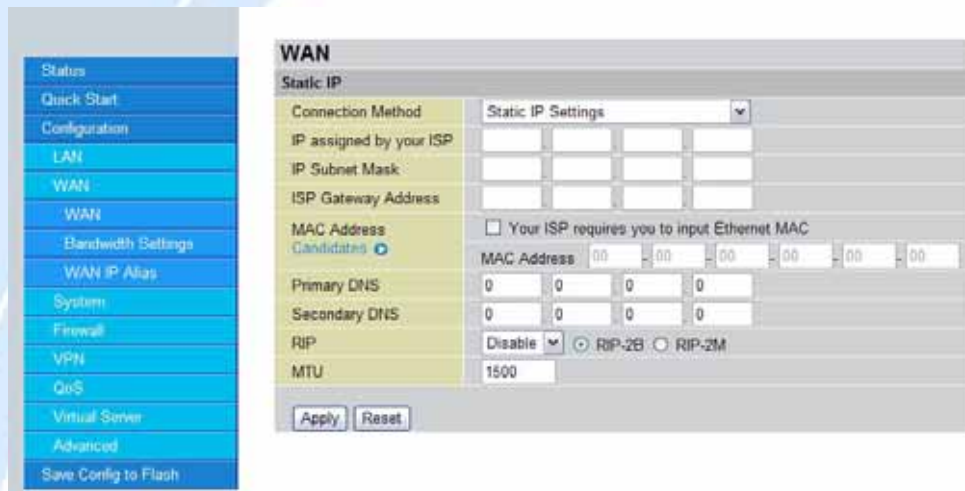 Status
Quick Start
Configuration
LAN
WAN
WAN
Bandwidth Settings
WAN IP Alias
System
Firewall
VPN
QoS
Virtual Server
Advanced
Save Config to Flash
WAN
Static IP
Connection Method Static IP Settings
IP assigned by your ISP . . .
IP Subnet Mask . . .
ISP Gateway Address . . .
MAC Address Your ISP requires you to input Ethernet MAC
Candidates
MAC Address 00 - 00 - 00 - 00 - 00 - 00
Primary DNS 0 . 0 . 0 . 0
Secondary DNS 0 . 0 . 0 . 0
RIP Disable RIP-2B RIP-2M
MTU 1500
Apply Reset